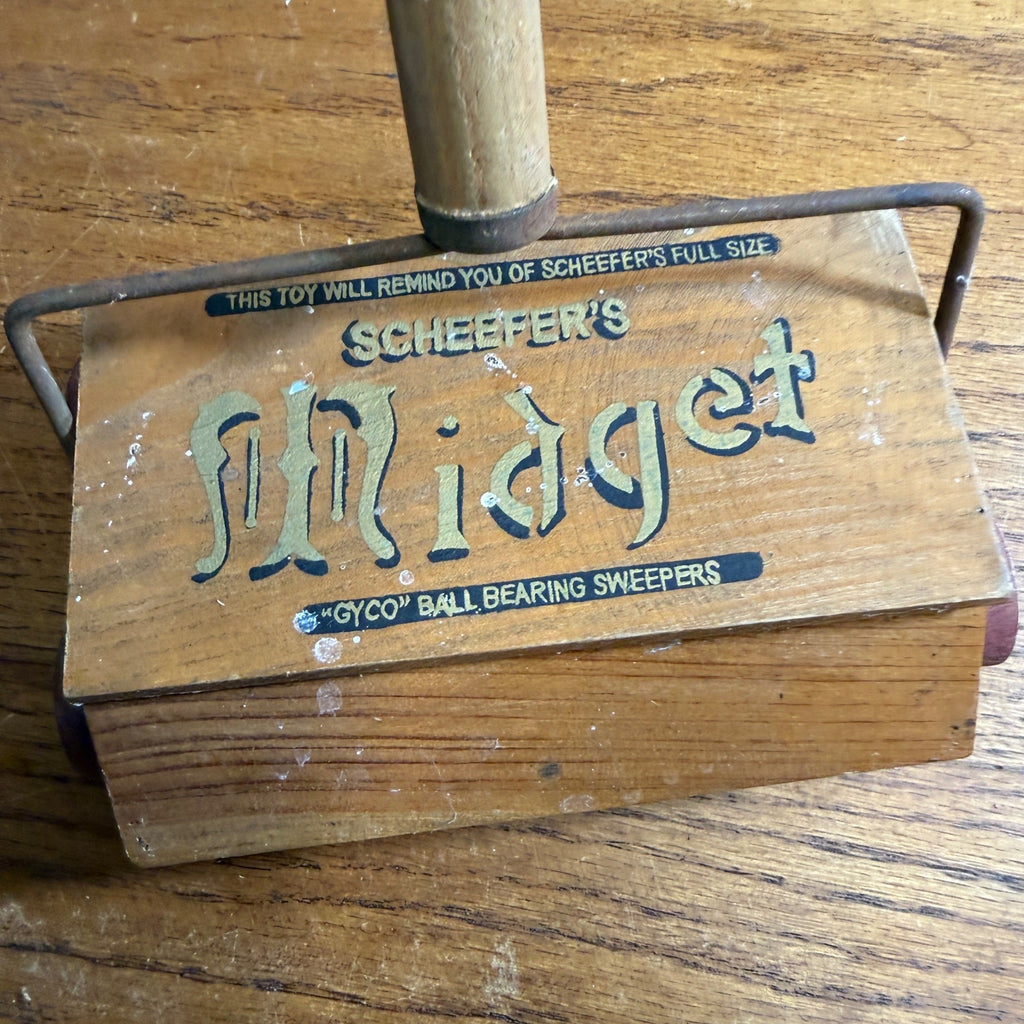 THIS TOY WILL REMIND YOU OF SCHEEFER'S FULL SIZE
SCHEEFER'S
Midget
"GYCO" BALL BEARING SWEEPERS